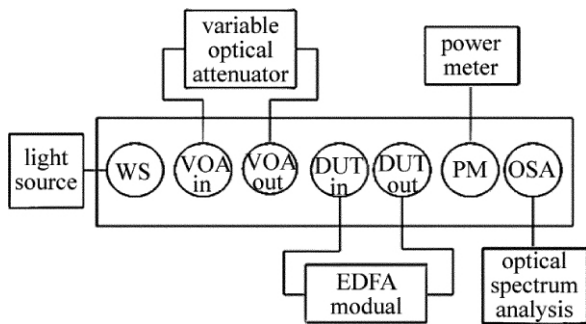 variable
optical
attenuator
power
meter
light
source
WS
VOA
in
VOA
out
DUT
in
DUT
out
PM
OSA
EDFA
modual
optical
spectrum
analysis